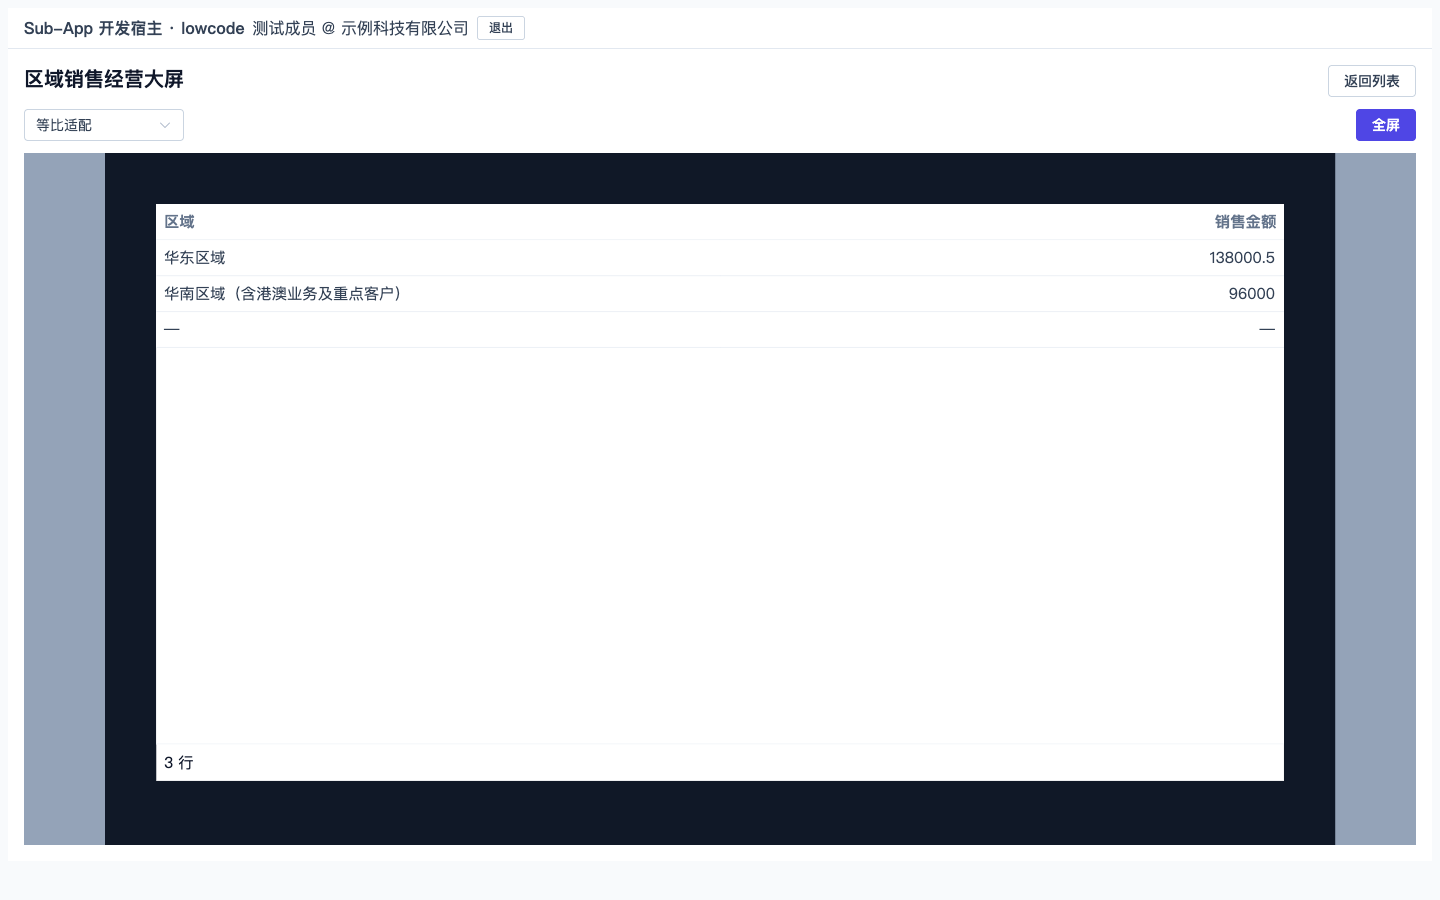 Sub-App 开发宿主 · lowcode 测试成员 @ 示例科技有限公司 退出
区域销售经营大屏 返回列表
等比适配 全屏
区域 销售金额
华东区域 138000.5
华南区域（含港澳业务及重点客户） 96000
— —
3 行